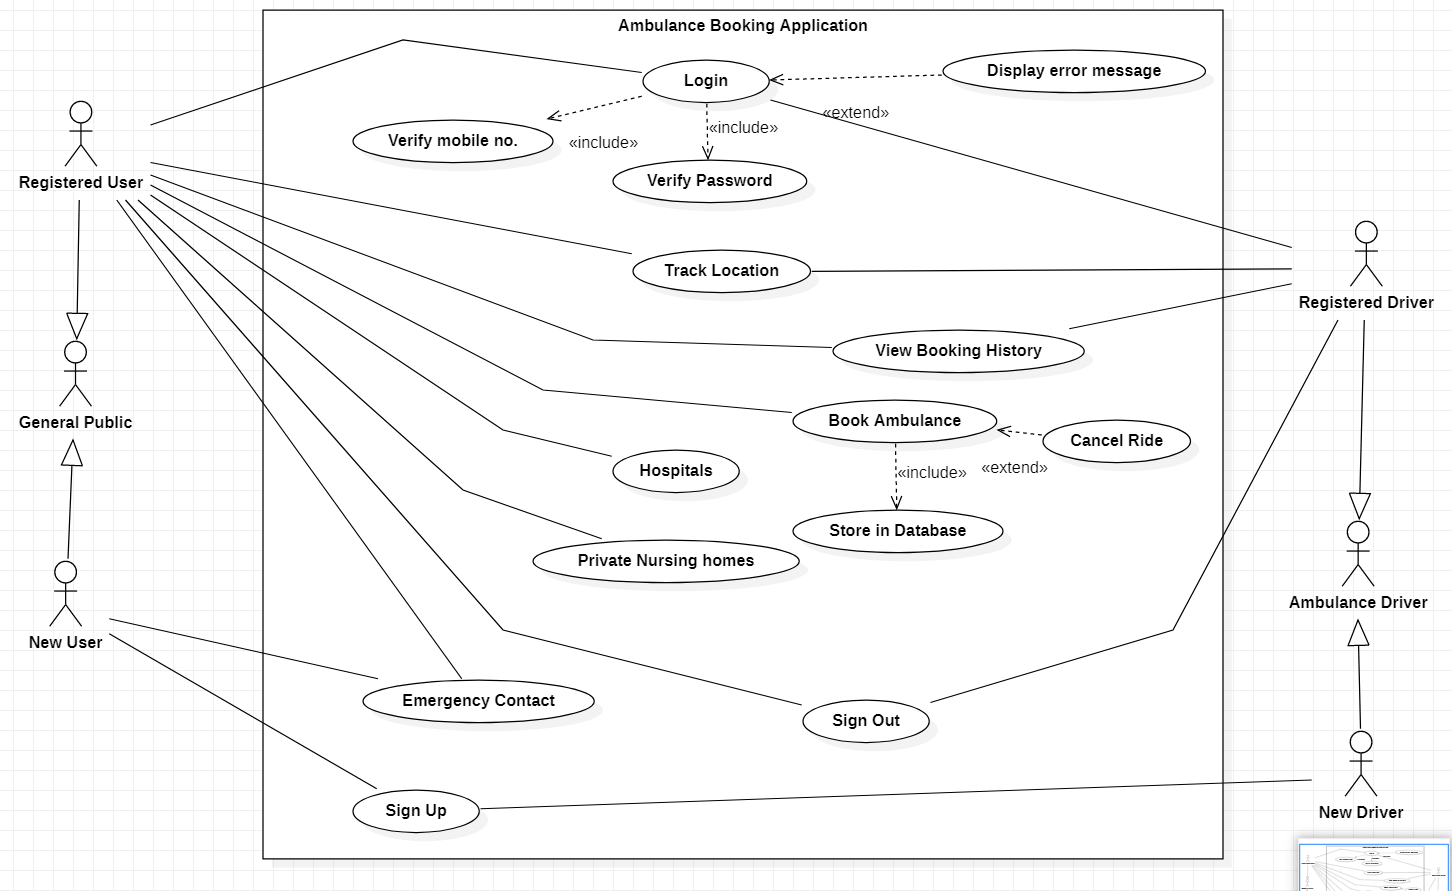 Ambulance Booking Application
Login
Display error message
«extend»
Verify mobile no.
«include»
«include»
Verify Password
Registered User
Track Location
Registered Driver
View Booking History
General Public
Book Ambulance
Cancel Ride
Hospitals
«include»
«extend»
Store in Database
Private Nursing homes
Ambulance Driver
New User
Emergency Contact
Sign Out
Sign Up
New Driver